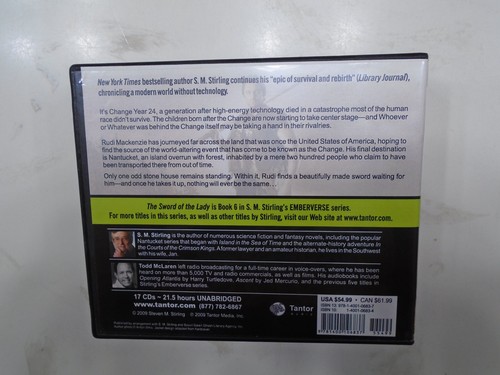 New York Times bestselling author S. M. Stirling continues his "epic of survival and rebirth" (Library Journal),
chronicling a modern world without technology.
It's Change Year 24, a generation after high-energy technology died in a catastrophe most of the human
race didn't survive. The children born after the Change are now starting to take center stage—and Whoever
or Whatever was behind the Change itself may be taking a hand in their rivalries.
Rudi Mackenzie has journeyed far across the land that was once the United States of America, hoping to
find the source of the world-altering event that has come to be known as the Change. His final destination
is Nantucket, an island overrun with forest, inhabited by a mere two hundred people who claim to have
been transported there from out of time.
Only one odd stone house remains standing. Within it, Rudi finds a beautifully made sword waiting for
him—and once he takes it up, nothing will ever be the same. . . .
The Sword of the Lady is Book 6 in S. M. Stirling's EMBERVERSE series.
For more titles in this series, as well as other titles by Stirling, visit our Web site at www.tantor.com.
S. M. Stirling is the author of numerous science fiction and fantasy novels, including the popular
Nantucket series that began with Island in the Sea of Time and the alternate-history adventure In
the Courts of the Crimson Kings. A former lawyer and an amateur historian, he lives in the Southwest
with his wife, Jan.
Todd McLaren left radio broadcasting for a full-time career in voice-overs, where he has been
heard on more than 5,000 TV and radio commercials, as well as films. His audiobooks include
Opening Atlantis by Harry Turtledove, Ascent by Jed Mercurio, and the previous five titles in
Stirling's Emberverse series.
17 CDs – 21.5 hours UNABRIDGED
www.tantor.com (877) 782-6867
© 2009 Steven M. Stirling © 2009 Tantor Media, Inc.
Tantor
MEDIA
USA $54.99 • CAN $61.99